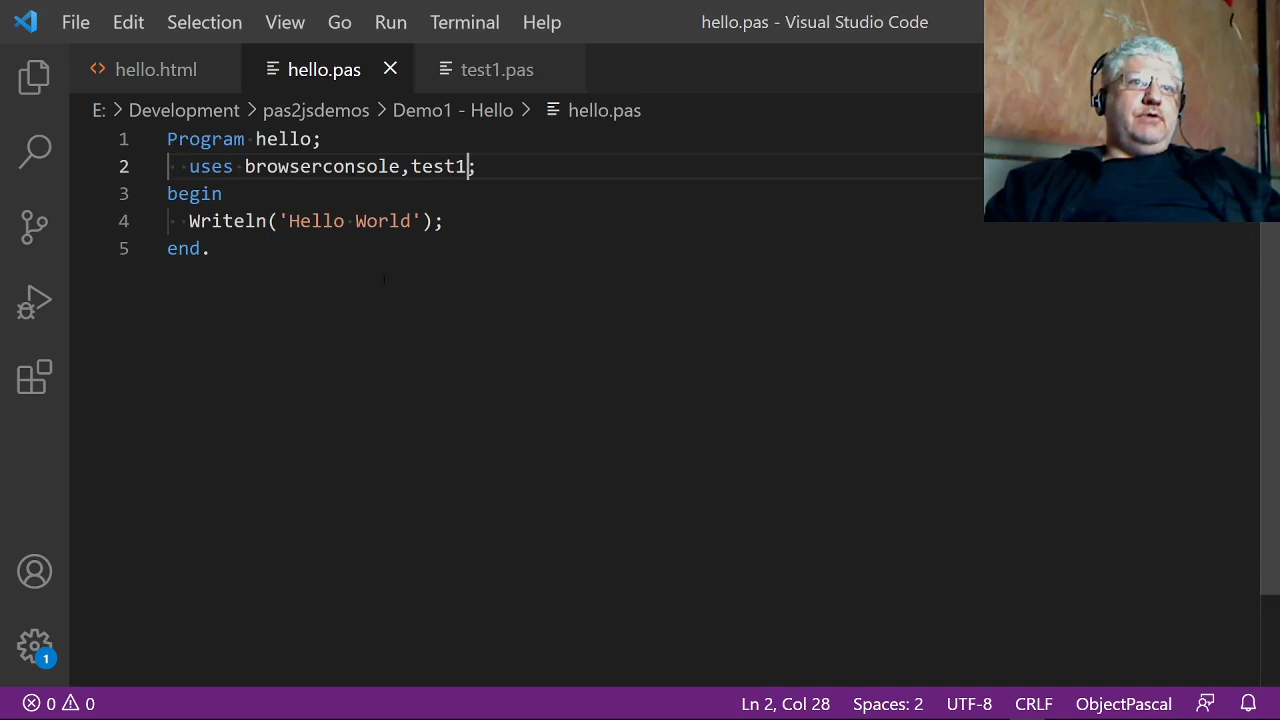 File Edit Selection View Go Run Terminal Help hello.pas - Visual Studio Code
hello.html hello.pas test1.pas
E: > Development > pas2jsdemos > Demo1 - Hello > hello.pas
1 Program hello;
2 uses browserconsole,test1;
3 begin
4 Writeln('Hello World');
5 end.
1
0 0 Ln 2, Col 28 Spaces: 2 UTF-8 CRLF ObjectPascal